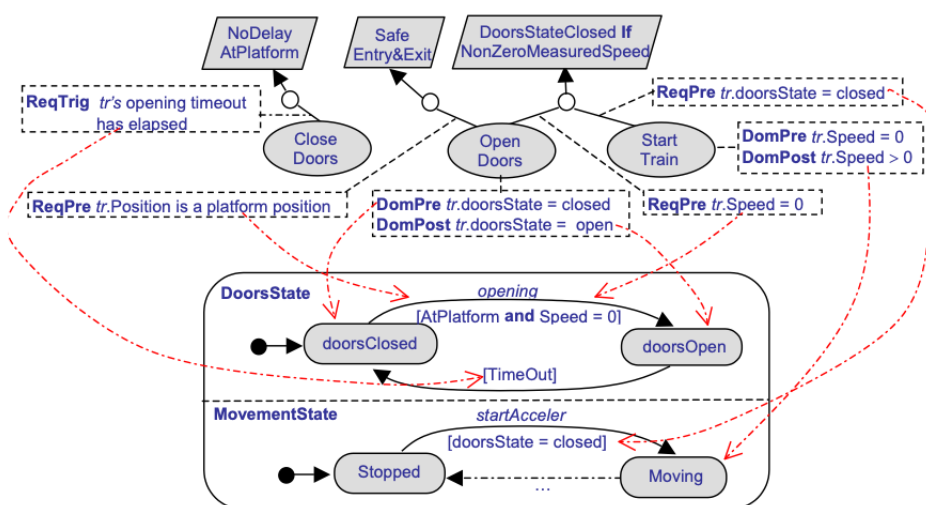 NoDelay
AtPlatform
Safe
Entry&Exit
DoorsStateClosed If
NonZeroMeasuredSpeed
ReqTrig tr's opening timeout
has elapsed
ReqPre tr.doorsState = closed
Close
Doors
Open
Doors
Start
Train
DomPre tr.Speed = 0
DomPost tr.Speed > 0
ReqPre tr.Position is a platform position
DomPre tr.doorsState = closed
DomPost tr.doorsState = open
ReqPre tr.Speed = 0
DoorsState
opening
[AtPlatform and Speed = 0]
doorsClosed
doorsOpen
[TimeOut]
MovementState
startAcceler
[doorsState = closed]
Stopped
Moving
...